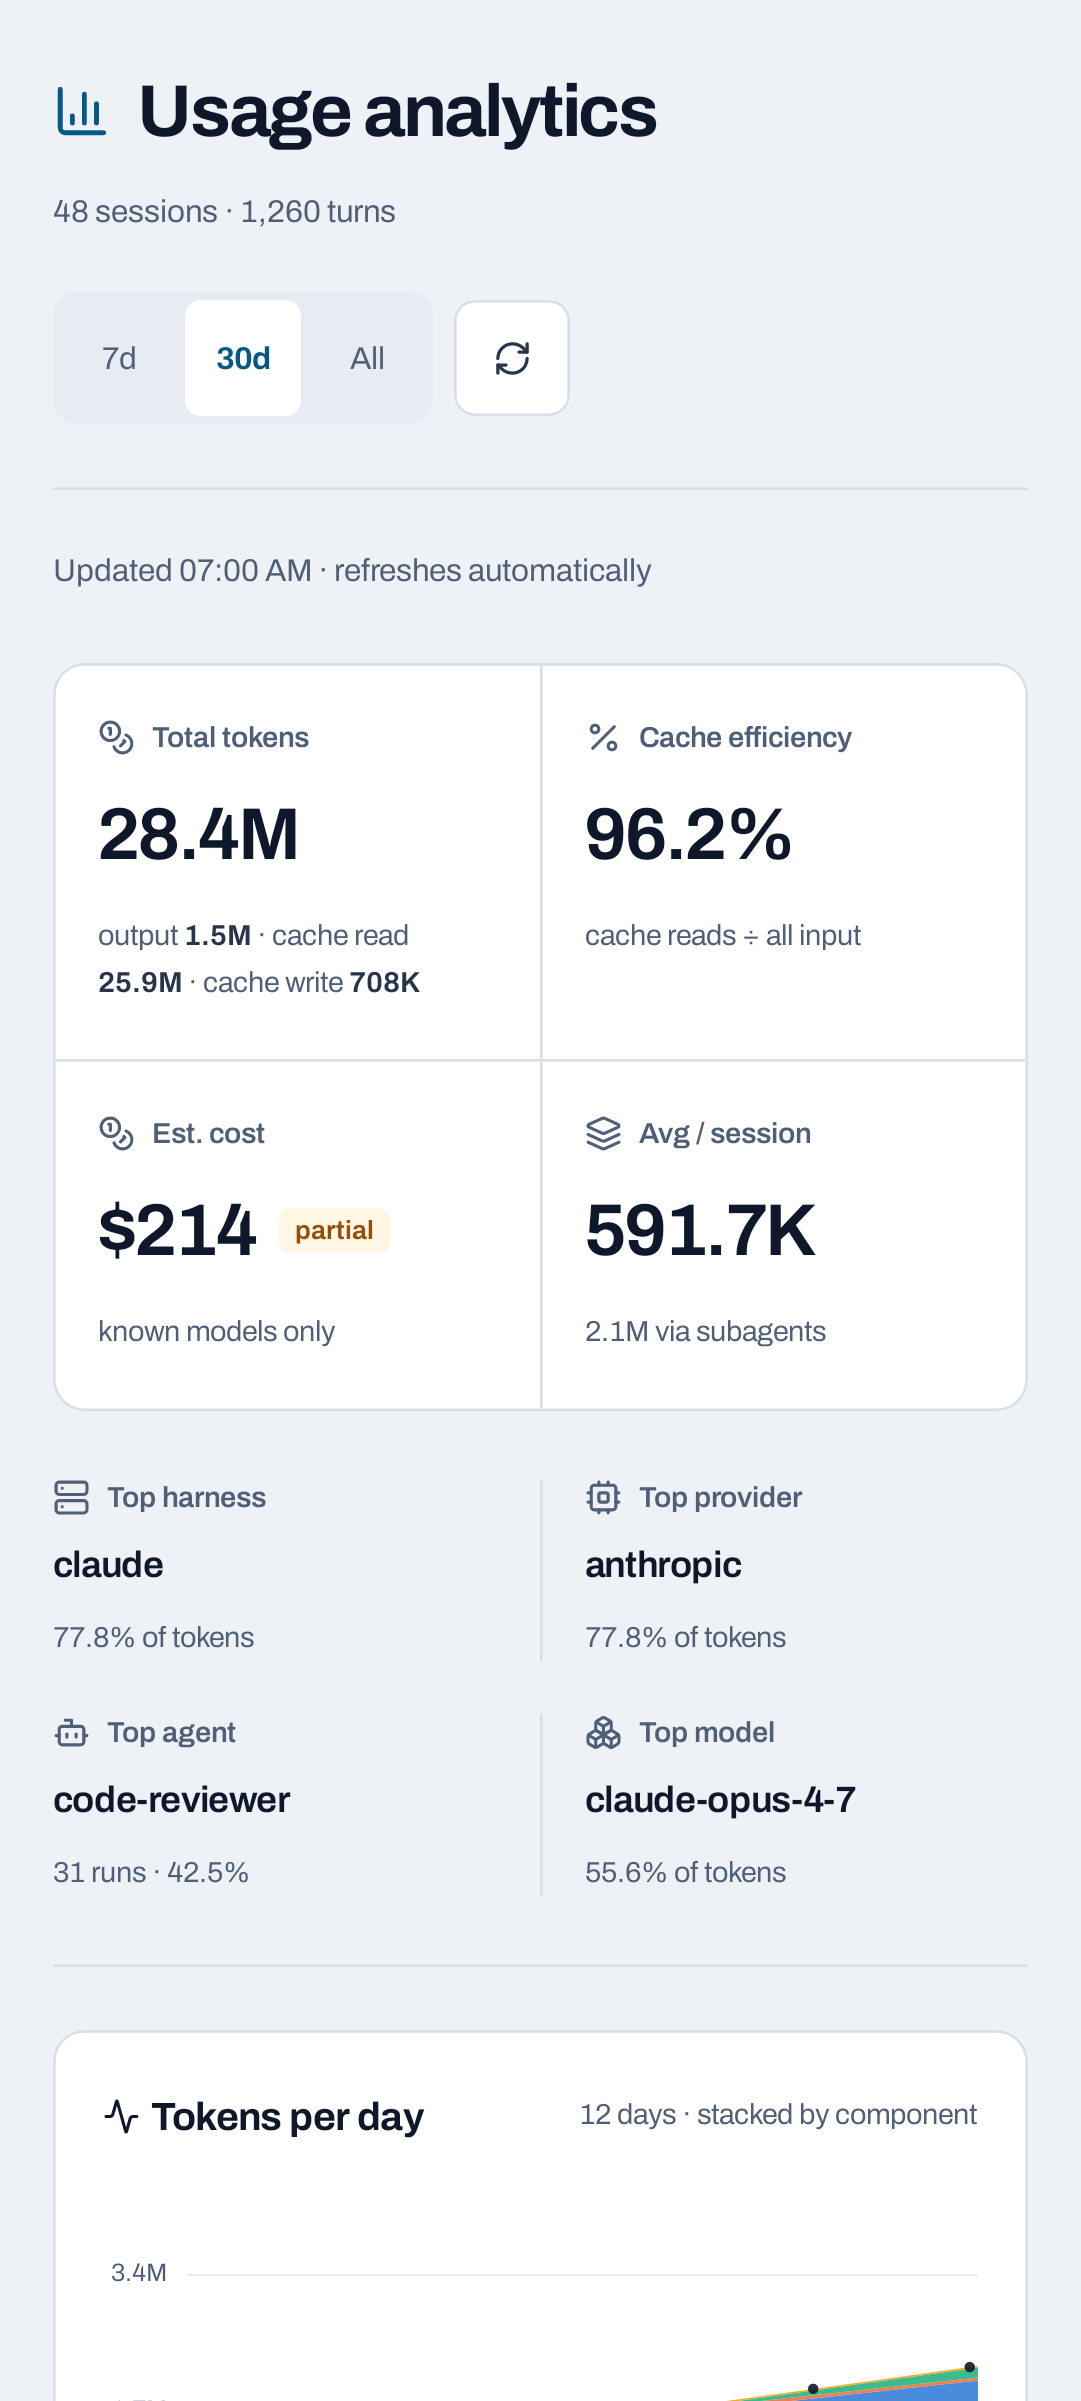 Usage analytics
48 sessions · 1,260 turns
7d
30d
All
Updated 07:00 AM · refreshes automatically
Total tokens
28.4M
output 1.5M · cache read
25.9M · cache write 708K
Cache efficiency
96.2%
cache reads ÷ all input
Est. cost
$214 partial
known models only
Avg / session
591.7K
2.1M via subagents
Top harness
claude
77.8% of tokens
Top provider
anthropic
77.8% of tokens
Top agent
code-reviewer
31 runs · 42.5%
Top model
claude-opus-4-7
55.6% of tokens
Tokens per day
12 days · stacked by component
3.4M